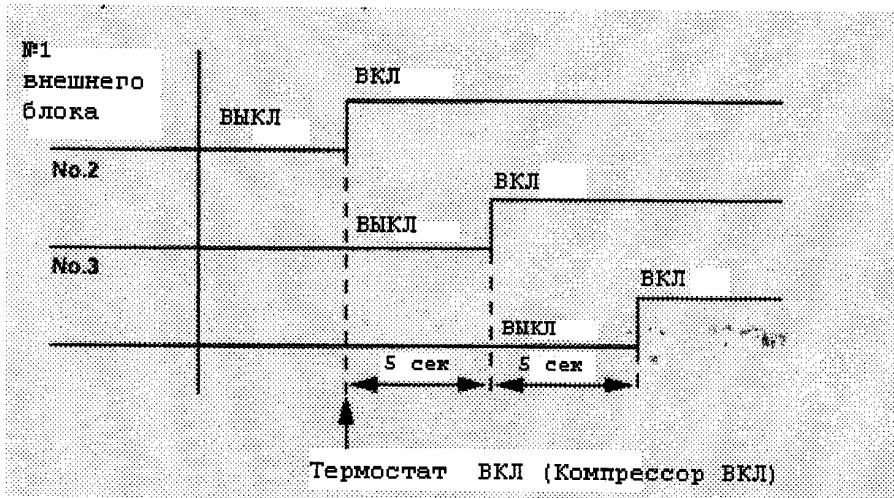 №1
внешнего
блока
ВЫКЛ
ВКЛ
No.2
ВЫКЛ
ВКЛ
No.3
ВЫКЛ
ВКЛ
5 сек
5 сек
Термостат ВКЛ (Компрессор ВКЛ)